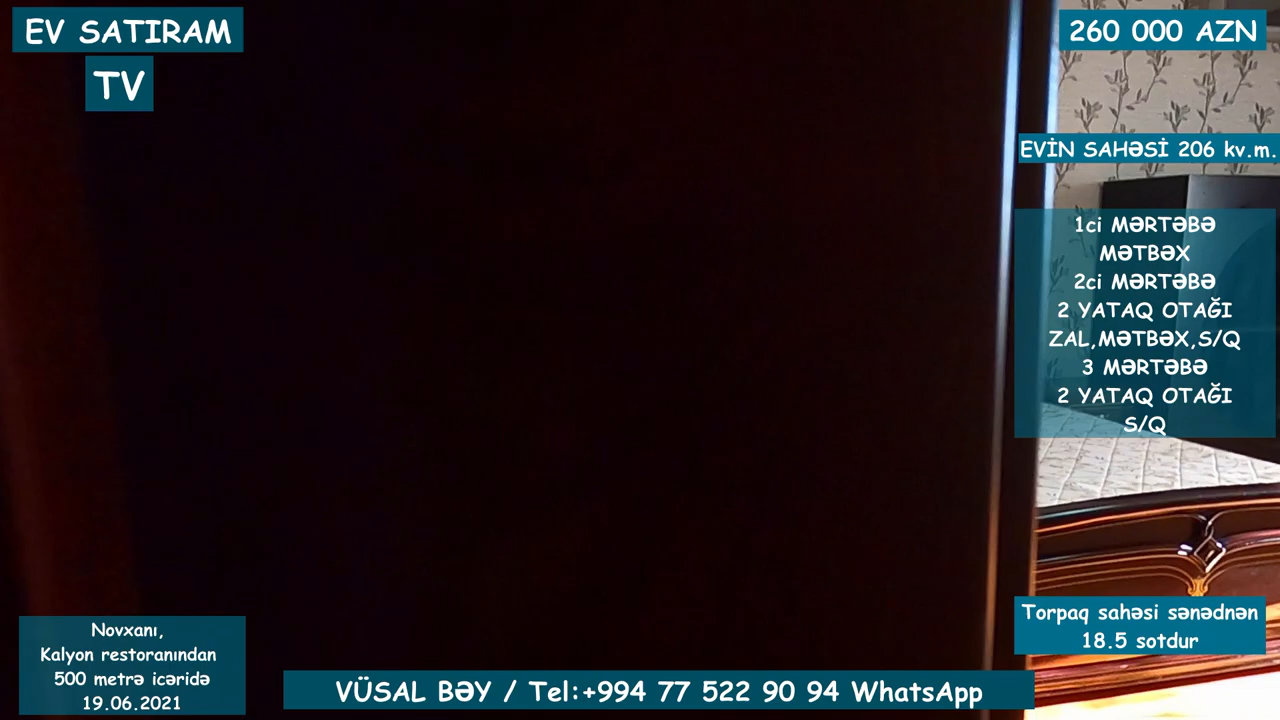 EV SATIRAM
TV
260 000 AZN
EVİN SAHƏSİ 206 kv.m.
1ci MƏRTƏBƏ
MƏTBƏX
2ci MƏRTƏBƏ
2 YATAQ OTAĞI
ZAL,MƏTBƏX,S/Q
3 MƏRTƏBƏ
2 YATAQ OTAĞI
S/Q
Torpaq sahəsi sənədnən
18.5 sotdur
Novxanı,
Kalyon restoranından
500 metrə icəridə
19.06.2021
VÜSAL BƏY / Tel:+994 77 522 90 94 WhatsApp